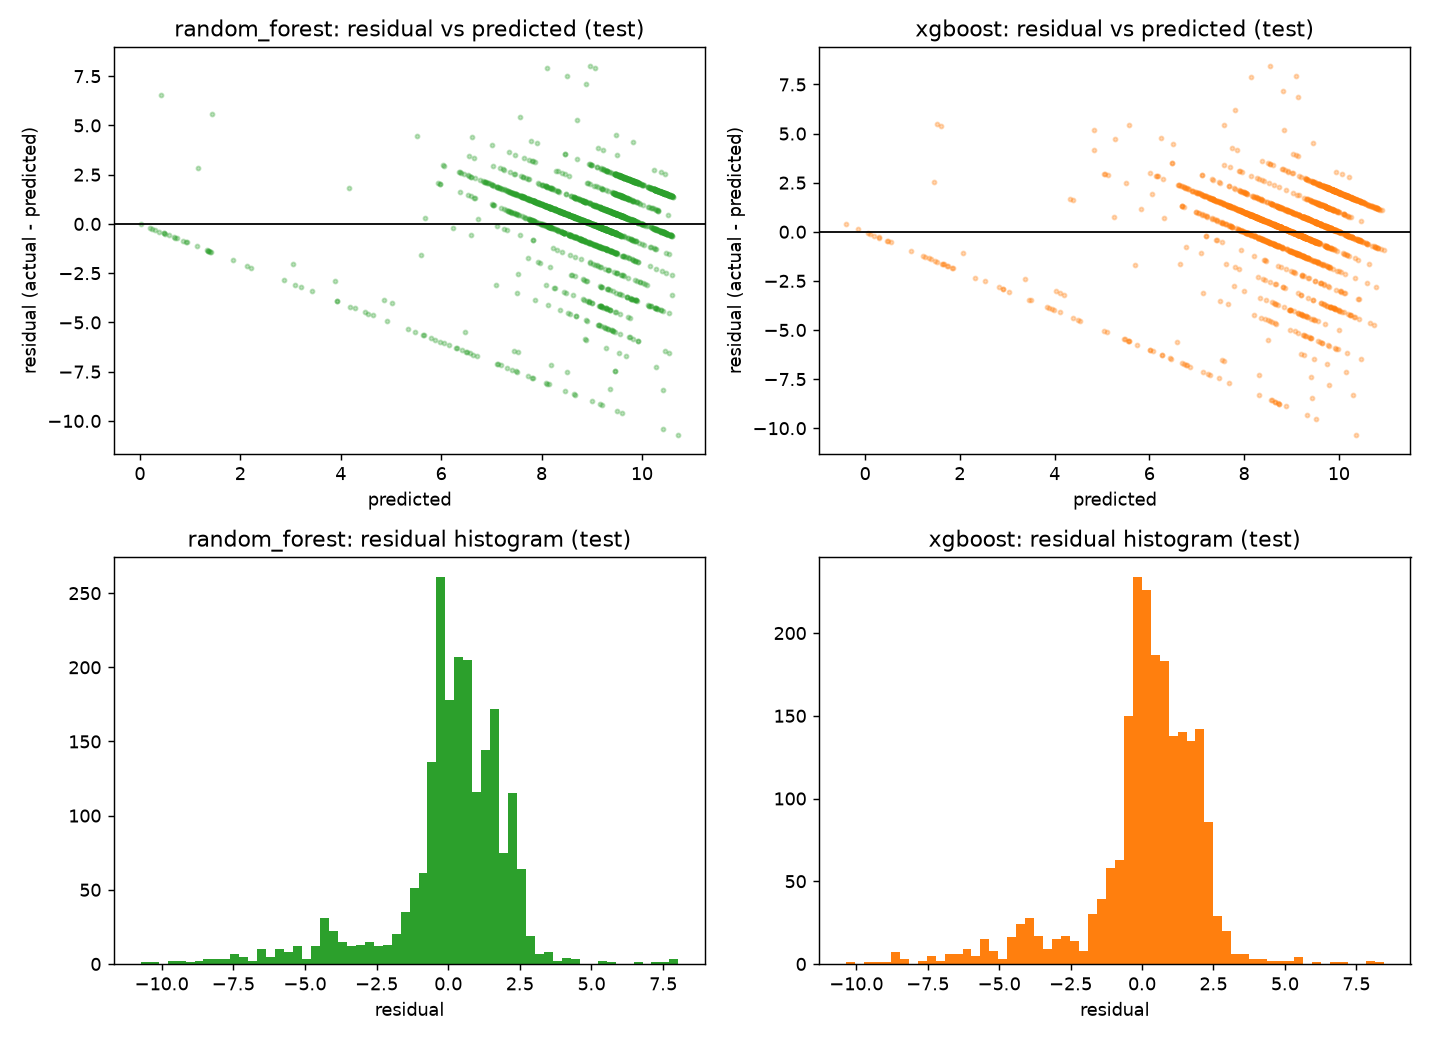 random_forest: residual vs predicted (test)
residual (actual - predicted)
7.5
5.0
2.5
0.0
−2.5
−5.0
−7.5
−10.0
0 2 4 6 8 10
predicted
xgboost: residual vs predicted (test)
residual (actual - predicted)
7.5
5.0
2.5
0.0
−2.5
−5.0
−7.5
−10.0
0 2 4 6 8 10
predicted
random_forest: residual histogram (test)
250
200
150
100
50
0
−10.0 −7.5 −5.0 −2.5 0.0 2.5 5.0 7.5
residual
xgboost: residual histogram (test)
200
150
100
50
0
−10.0 −7.5 −5.0 −2.5 0.0 2.5 5.0 7.5
residual